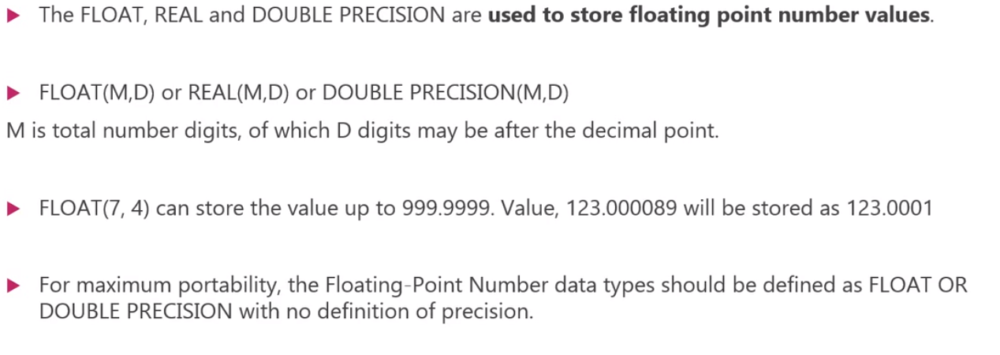 The FLOAT, REAL and DOUBLE PRECISION are used to store floating point number values.
FLOAT(M,D) or REAL(M,D) or DOUBLE PRECISION(M,D)
M is total number digits, of which D digits may be after the decimal point.
FLOAT(7, 4) can store the value up to 999.9999. Value, 123.000089 will be stored as 123.0001
For maximum portability, the Floating-Point Number data types should be defined as FLOAT OR
DOUBLE PRECISION with no definition of precision.